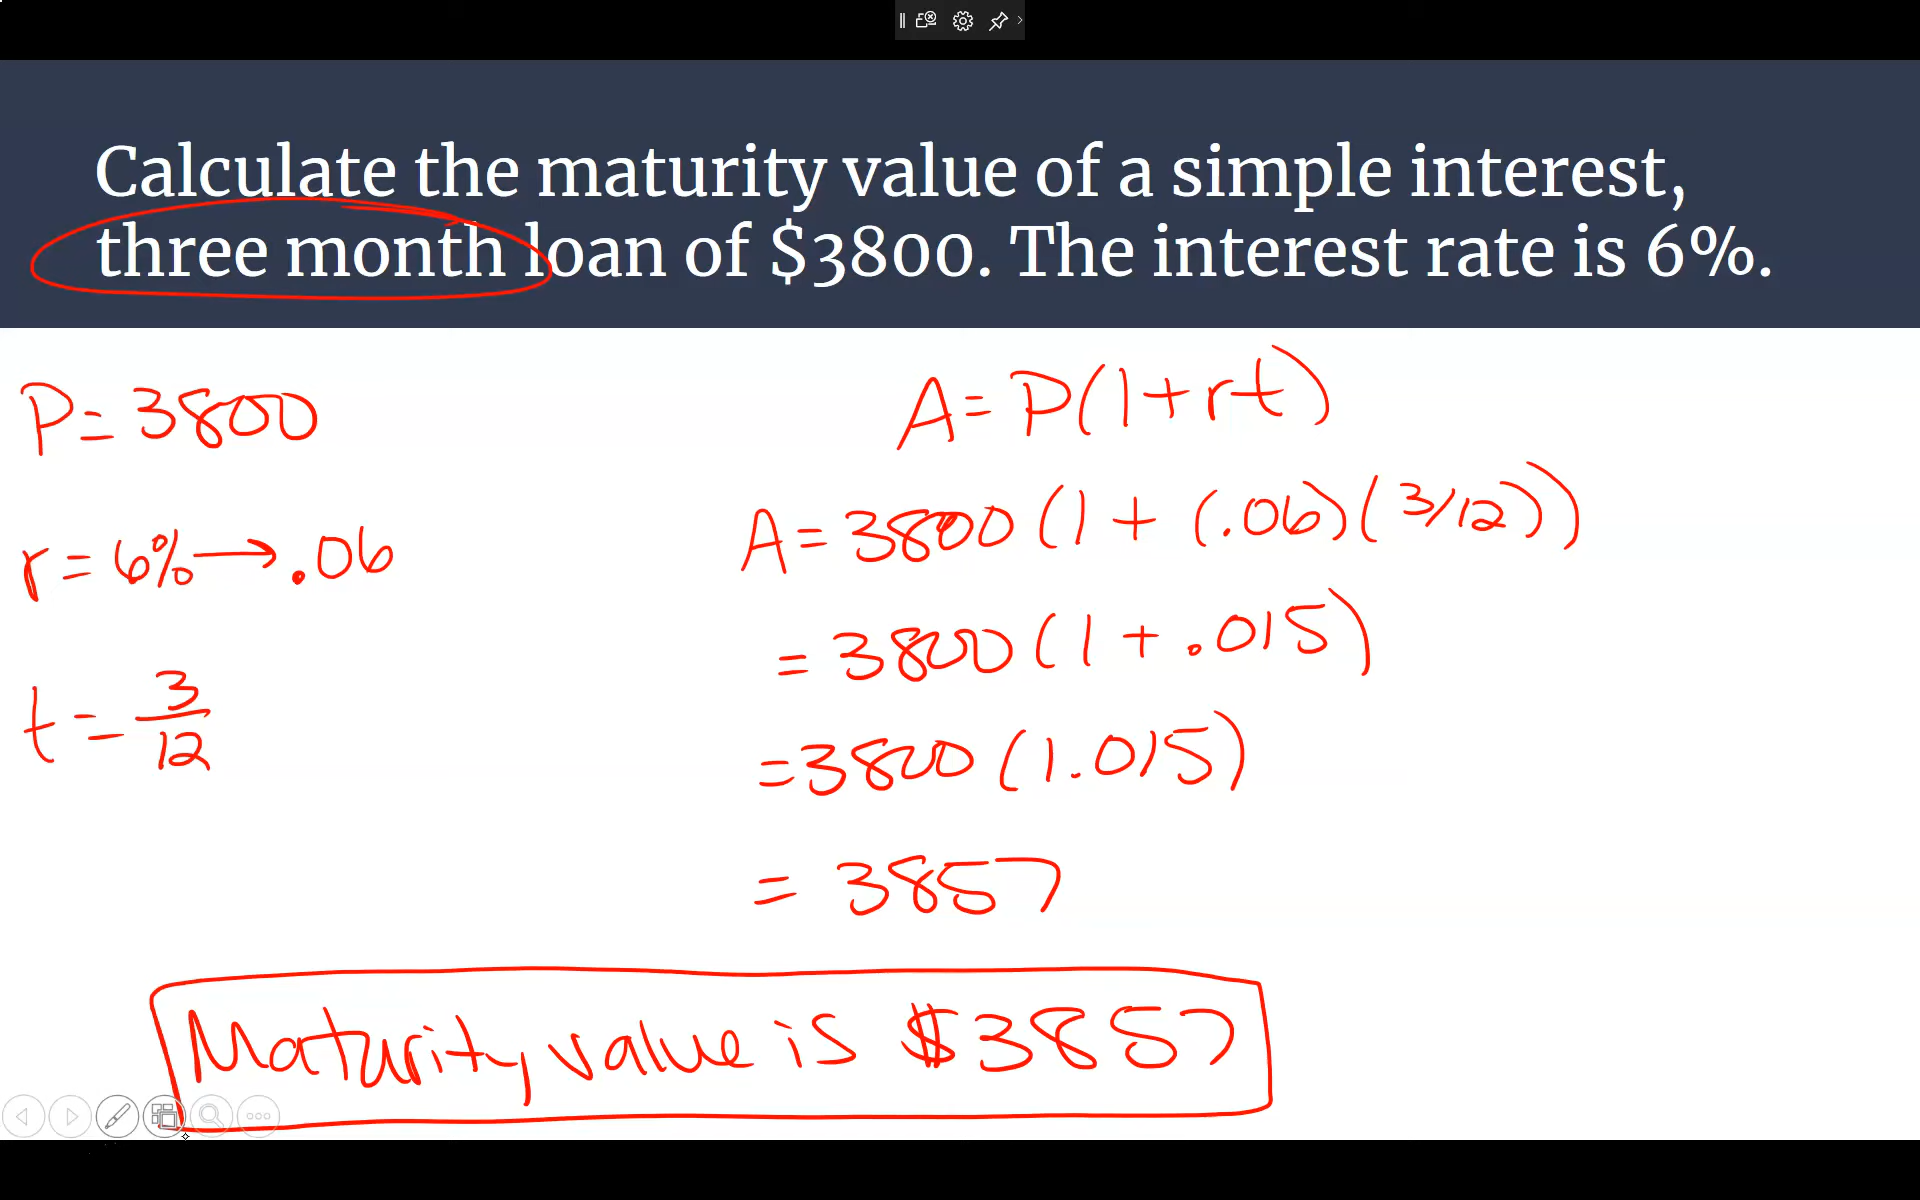 Calculate the maturity value of a simple interest,
three month loan of $3800. The interest rate is 6%.
P = 3800
r = 6% → .06
t = 3/12
A = P(1+rt)
A = 3800 (1 + (.06)(3/12))
= 3800 (1 + .015)
= 3800 (1.015)
= 3857
Maturity value is $3857